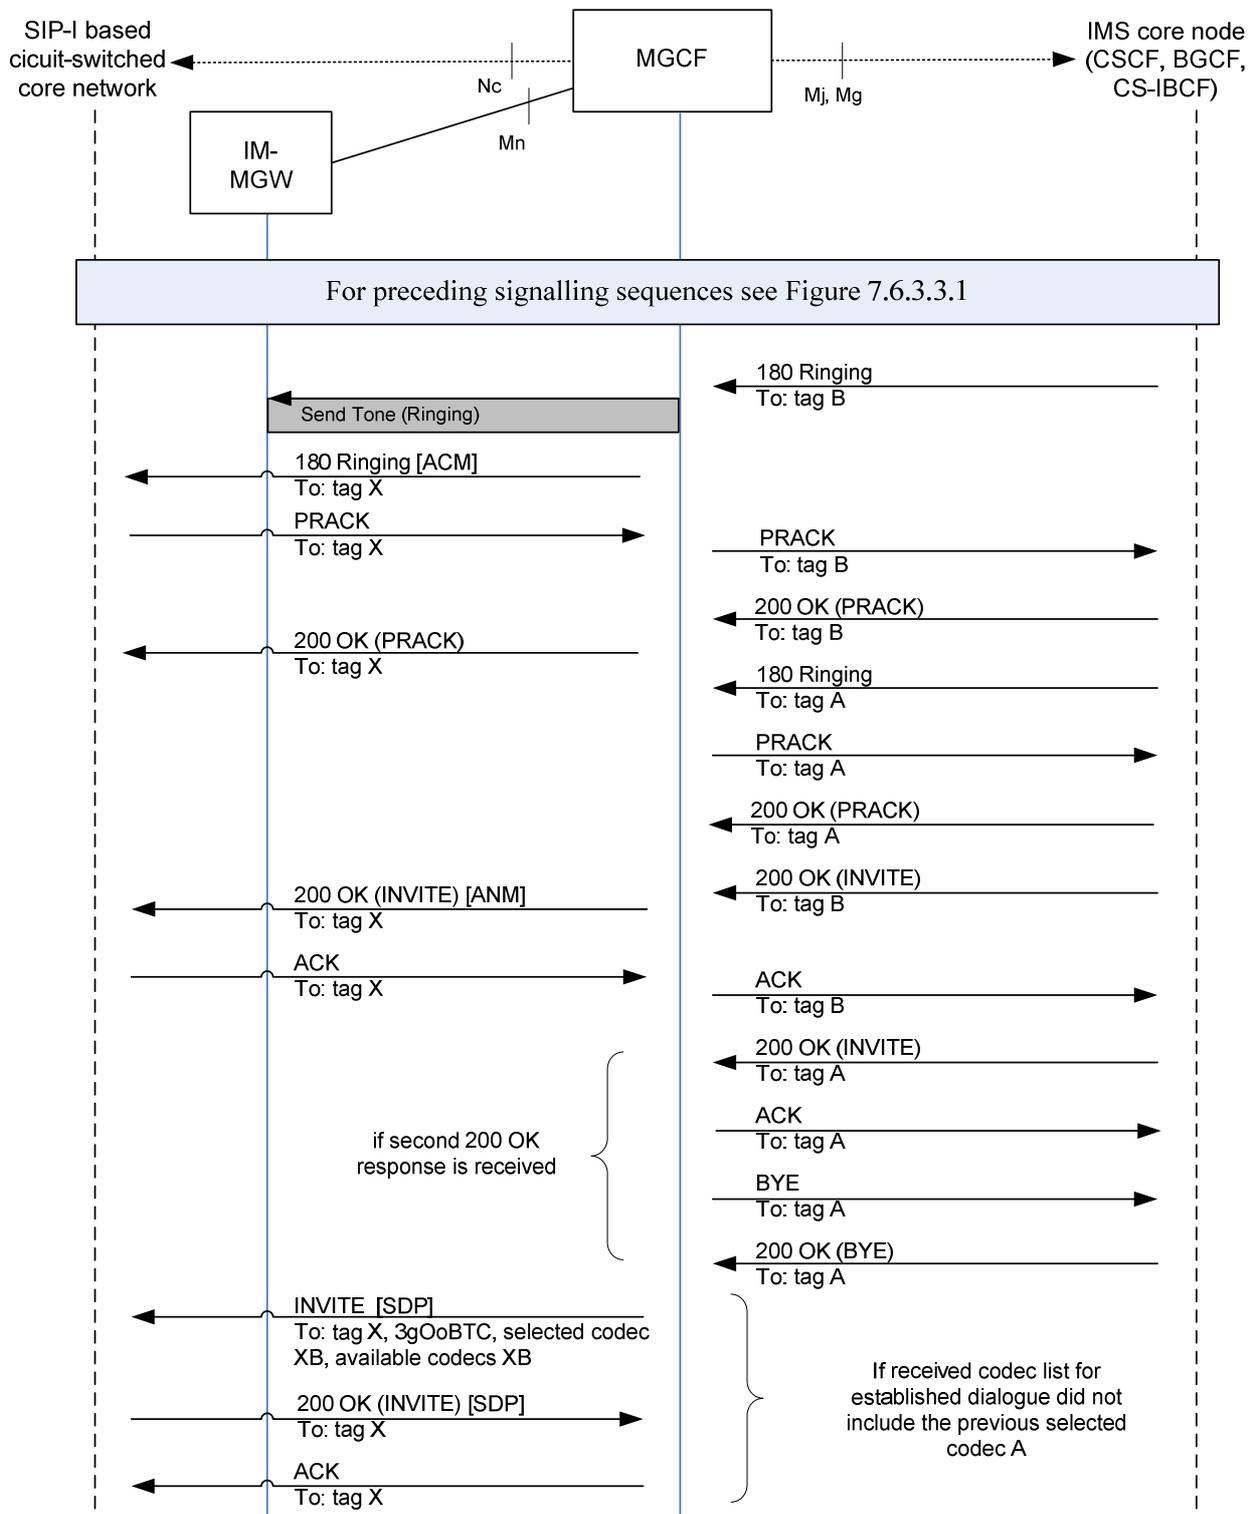 SIP-I based
cicuit-switched
core network
MGCF
IMS core node
(CSCF, BGCF,
CS-IBCF)
Nc
Mj, Mg
Mn
IM-
MGW
For preceding signalling sequences see Figure 7.6.3.3.1
180 Ringing
To: tag B
Send Tone (Ringing)
180 Ringing [ACM]
To: tag X
PRACK
To: tag X
PRACK
To: tag B
200 OK (PRACK)
To: tag B
200 OK (PRACK)
To: tag X
180 Ringing
To: tag A
PRACK
To: tag A
200 OK (PRACK)
To: tag A
200 OK (INVITE)
To: tag B
200 OK (INVITE) [ANM]
To: tag X
ACK
To: tag X
ACK
To: tag B
200 OK (INVITE)
To: tag A
if second 200 OK
response is received
ACK
To: tag A
BYE
To: tag A
200 OK (BYE)
To: tag A
INVITE [SDP]
To: tag X, 3gOoBTC, selected codec
XB, available codecs XB
If received codec list for
established dialogue did not
include the previous selected
codec A
200 OK (INVITE) [SDP]
To: tag X
ACK
To: tag X